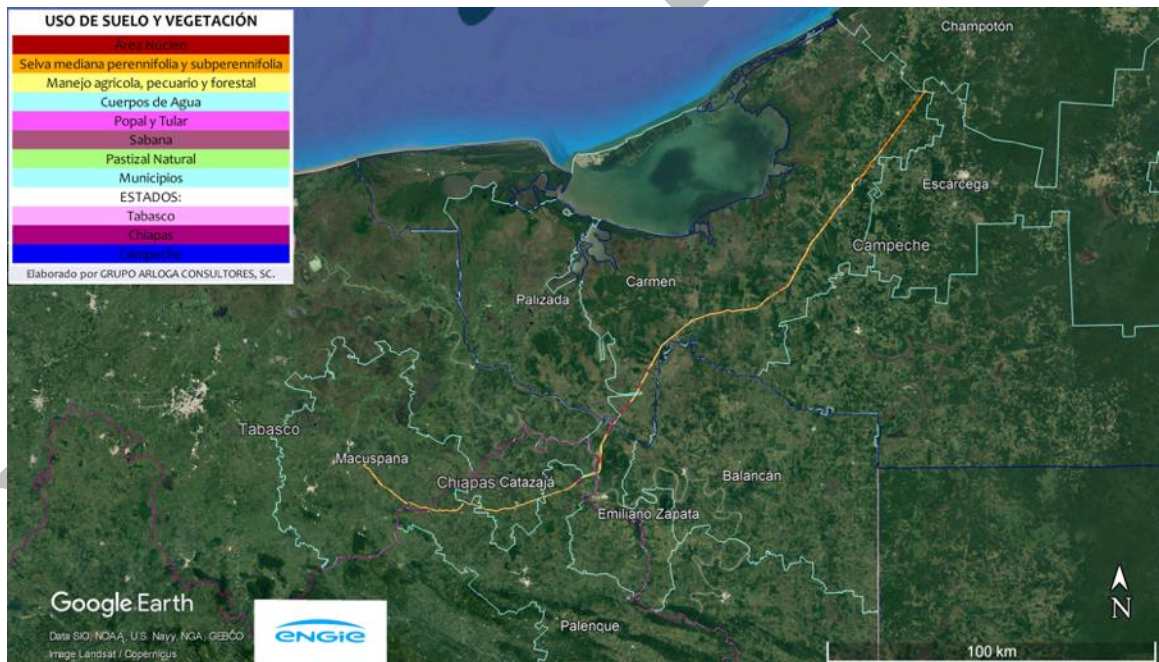 USO DE SUELO Y VEGETACIÓN
Área Núcleo
Selva mediana perennifolia y subperennifolia
Manejo agrícola, pecuario y forestal
Cuerpos de Agua
Popal y Tular
Sabana
Pastizal Natural
Municipios
ESTADOS:
Tabasco
Chiapas
Campeche
Elaborado por GRUPO ARLOGA CONSULTORES, SC.
Champotón
Escárcega
Campeche
Carmen
Palizada
Tabasco
Macuspana
Chiapas Catazajá
Balancán
Emiliano Zapata
Palenque
Google Earth
Data SIO, NOAA, U.S. Navy, NGA, GEBCO
Image Landsat / Copernicus
ENGIE
N
100 km